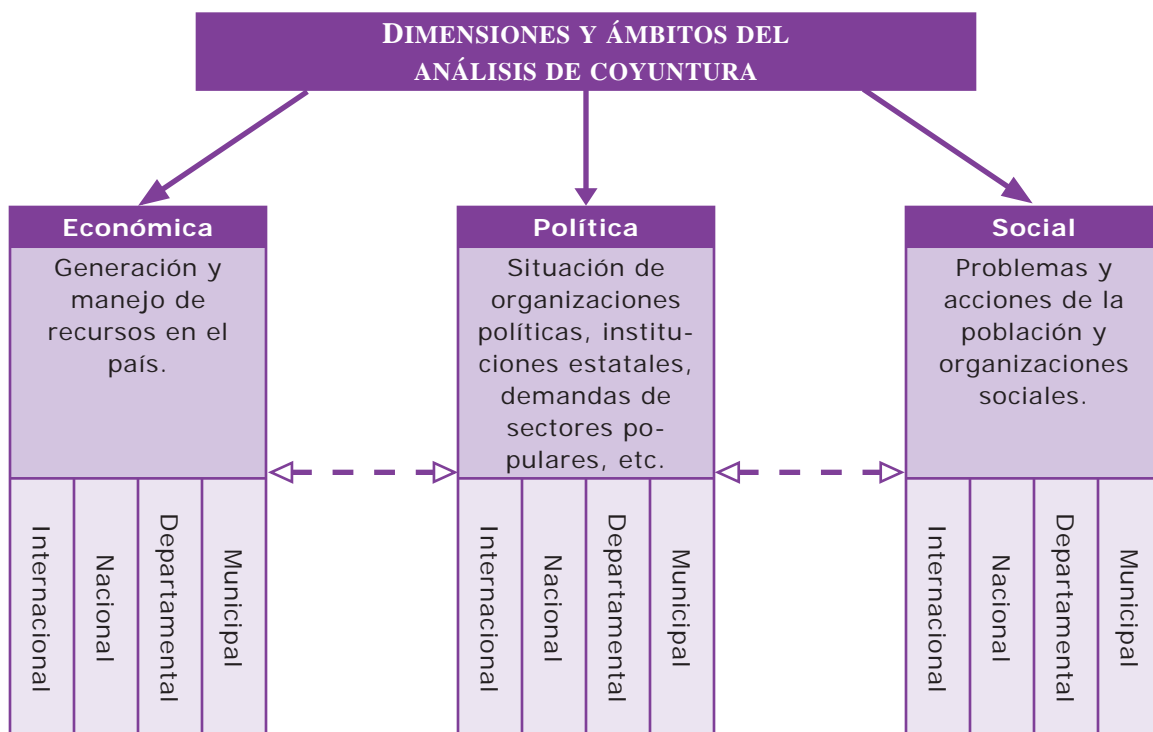 DIMENSIONES Y ÁMBITOS DEL
ANÁLISIS DE COYUNTURA
Económica
Generación y
manejo de
recursos en el
país.
Internacional
Nacional
Departamental
Municipal
Política
Situación de
organizaciones
políticas, institu-
ciones estatales,
demandas de
sectores po-
pulares, etc.
Internacional
Nacional
Departamental
Municipal
Social
Problemas y
acciones de la
población y
organizaciones
sociales.
Internacional
Nacional
Departamental
Municipal